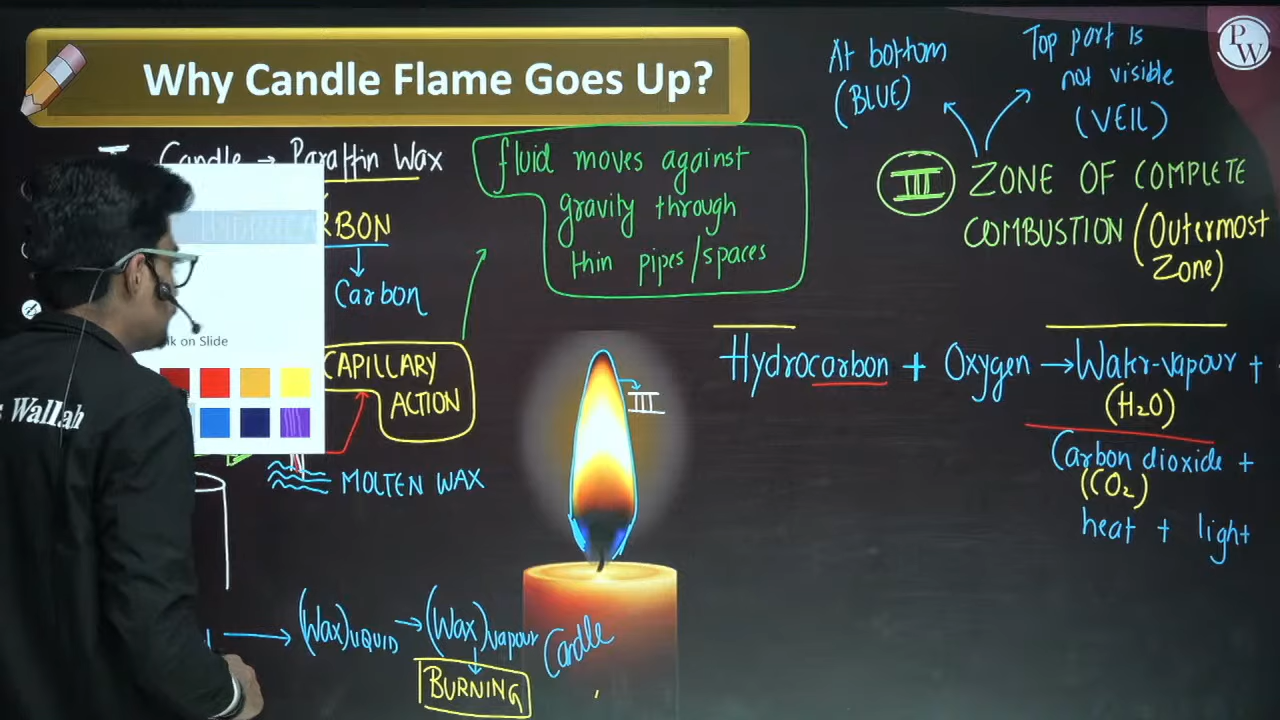 Why Candle Flame Goes Up?
PW
At bottom
(BLUE)
Top part is
not visible
(VEIL)
III ZONE OF COMPLETE
COMBUSTION (Outermost
Zone)
Candle → Paraffin Wax
RBON
Carbon
fluid moves against
gravity through
thin pipes/spaces
CAPILLARY
ACTION
lk on Slide
s Wallah
MOLTEN WAX
III
Hydrocarbon + Oxygen → Water-vapour +
(H₂O)
Carbon dioxide +
(CO₂)
heat + light
→ (Wax)LIQUID → (Wax)vapour
BURNING
Candle